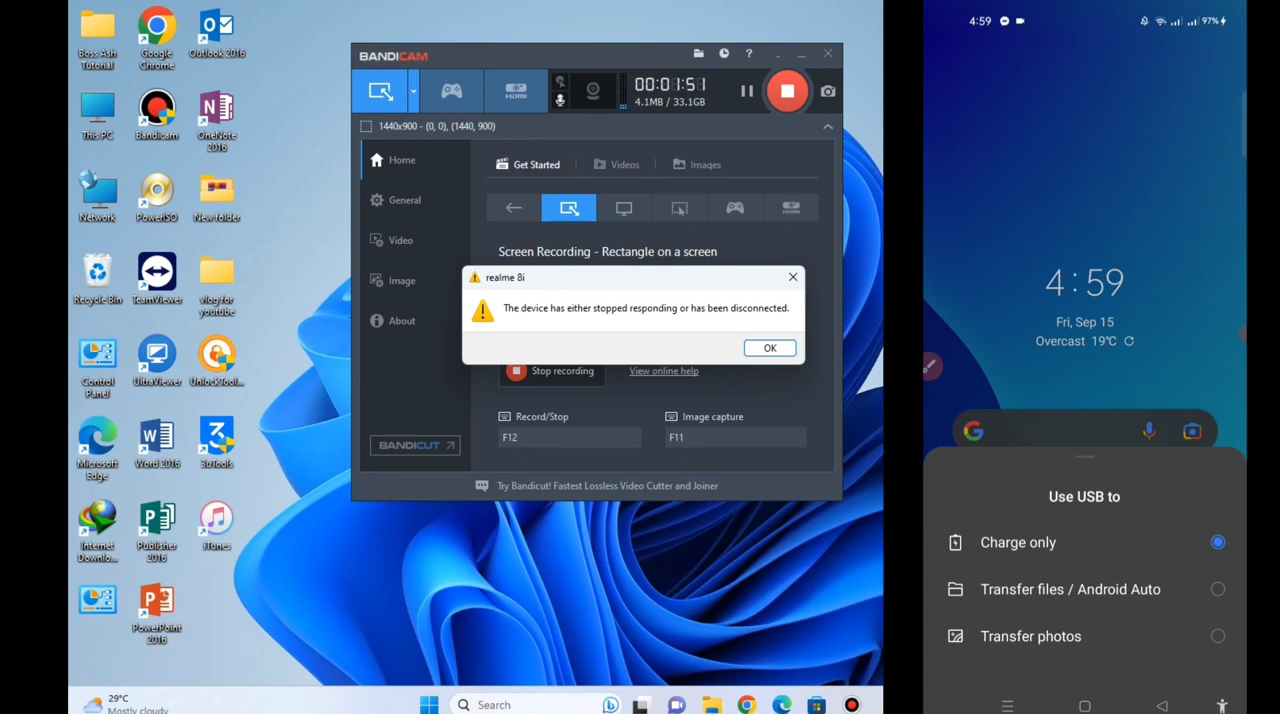 Boss Ash
Tutorial
Google
Chrome
Outlook 2016
This PC
Bandicam
OneNote
2016
Network
PowerISO
New folder
Recycle Bin
TeamViewer
vlog for
youtube
Control
Panel
UltraViewer
UnlockTool...
Microsoft
Edge
Word 2016
3uTools
Internet
Downlo...
Publisher
2016
iTunes
PowerPoint
2016
29°C
Mostly cloudy
Search
BANDICAM
?
HDMI
00:01:51
4.1MB / 33.1GB
1440x900 - (0, 0), (1440, 900)
Home
General
Video
Image
About
BANDICUT
Get Started
Videos
Images
HDMI
Screen Recording - Rectangle on a screen
realme 8i
The device has either stopped responding or has been disconnected.
OK
Stop recording
View online help
Record/Stop
Image capture
F12
F11
Try Bandicut! Fastest Lossless Video Cutter and Joiner
4:59
97%
4:59
Fri, Sep 15
Overcast 19℃
Use USB to
Charge only
Transfer files / Android Auto
Transfer photos